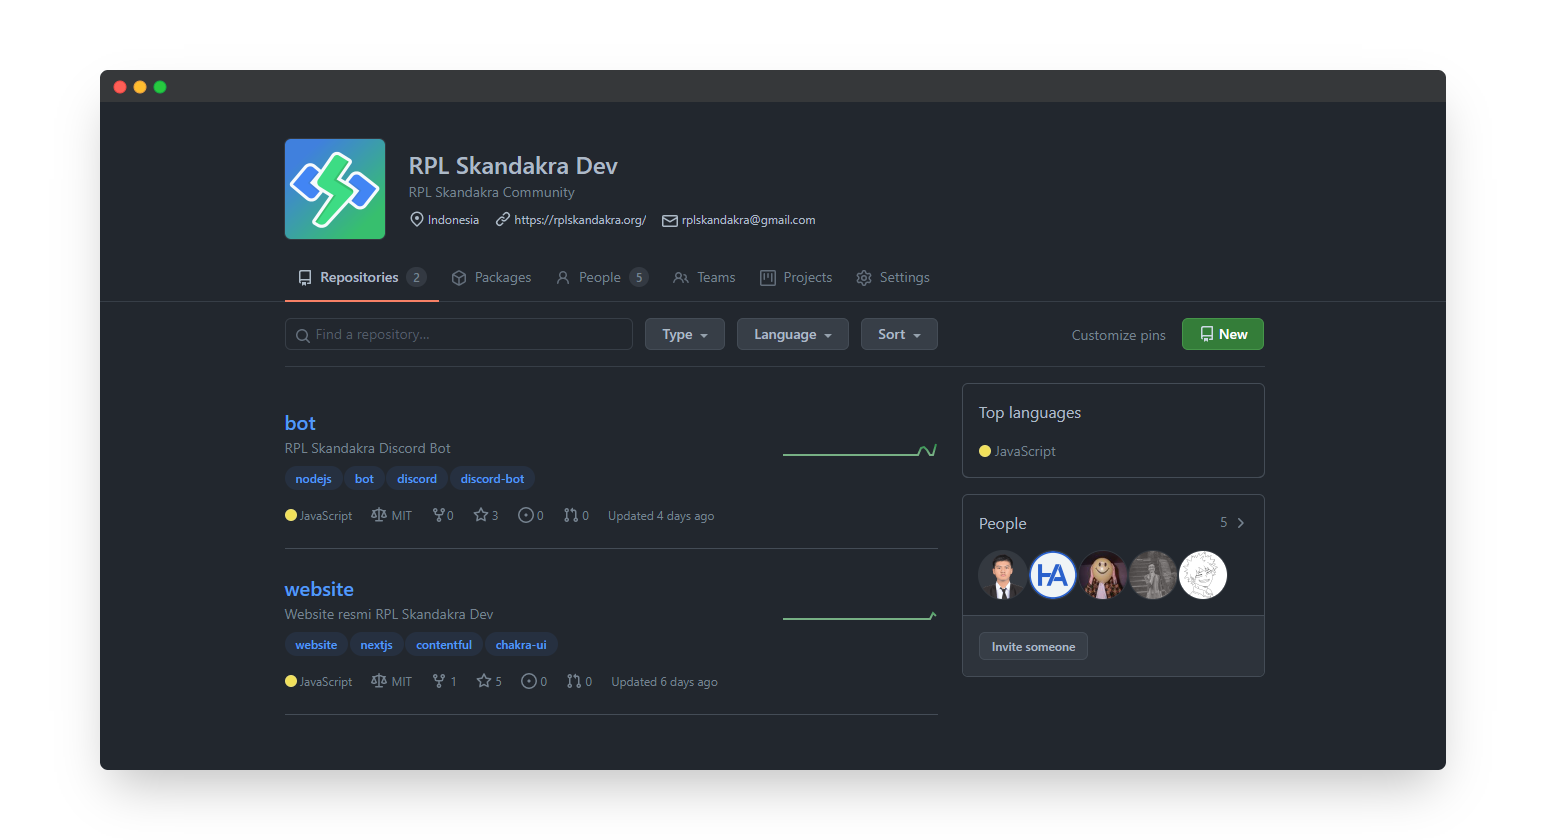 RPL Skandakra Dev
RPL Skandakra Community
Indonesia https://rplskandakra.org/ rplskandakra@gmail.com
Repositories 2 Packages People 5 Teams Projects Settings
Find a repository... Type Language Sort Customize pins New
bot
RPL Skandakra Discord Bot
nodejs bot discord discord-bot
JavaScript MIT 0 3 0 0 Updated 4 days ago
website
Website resmi RPL Skandakra Dev
website nextjs contentful chakra-ui
JavaScript MIT 1 5 0 0 Updated 6 days ago
Top languages
JavaScript
People 5
HA
Invite someone